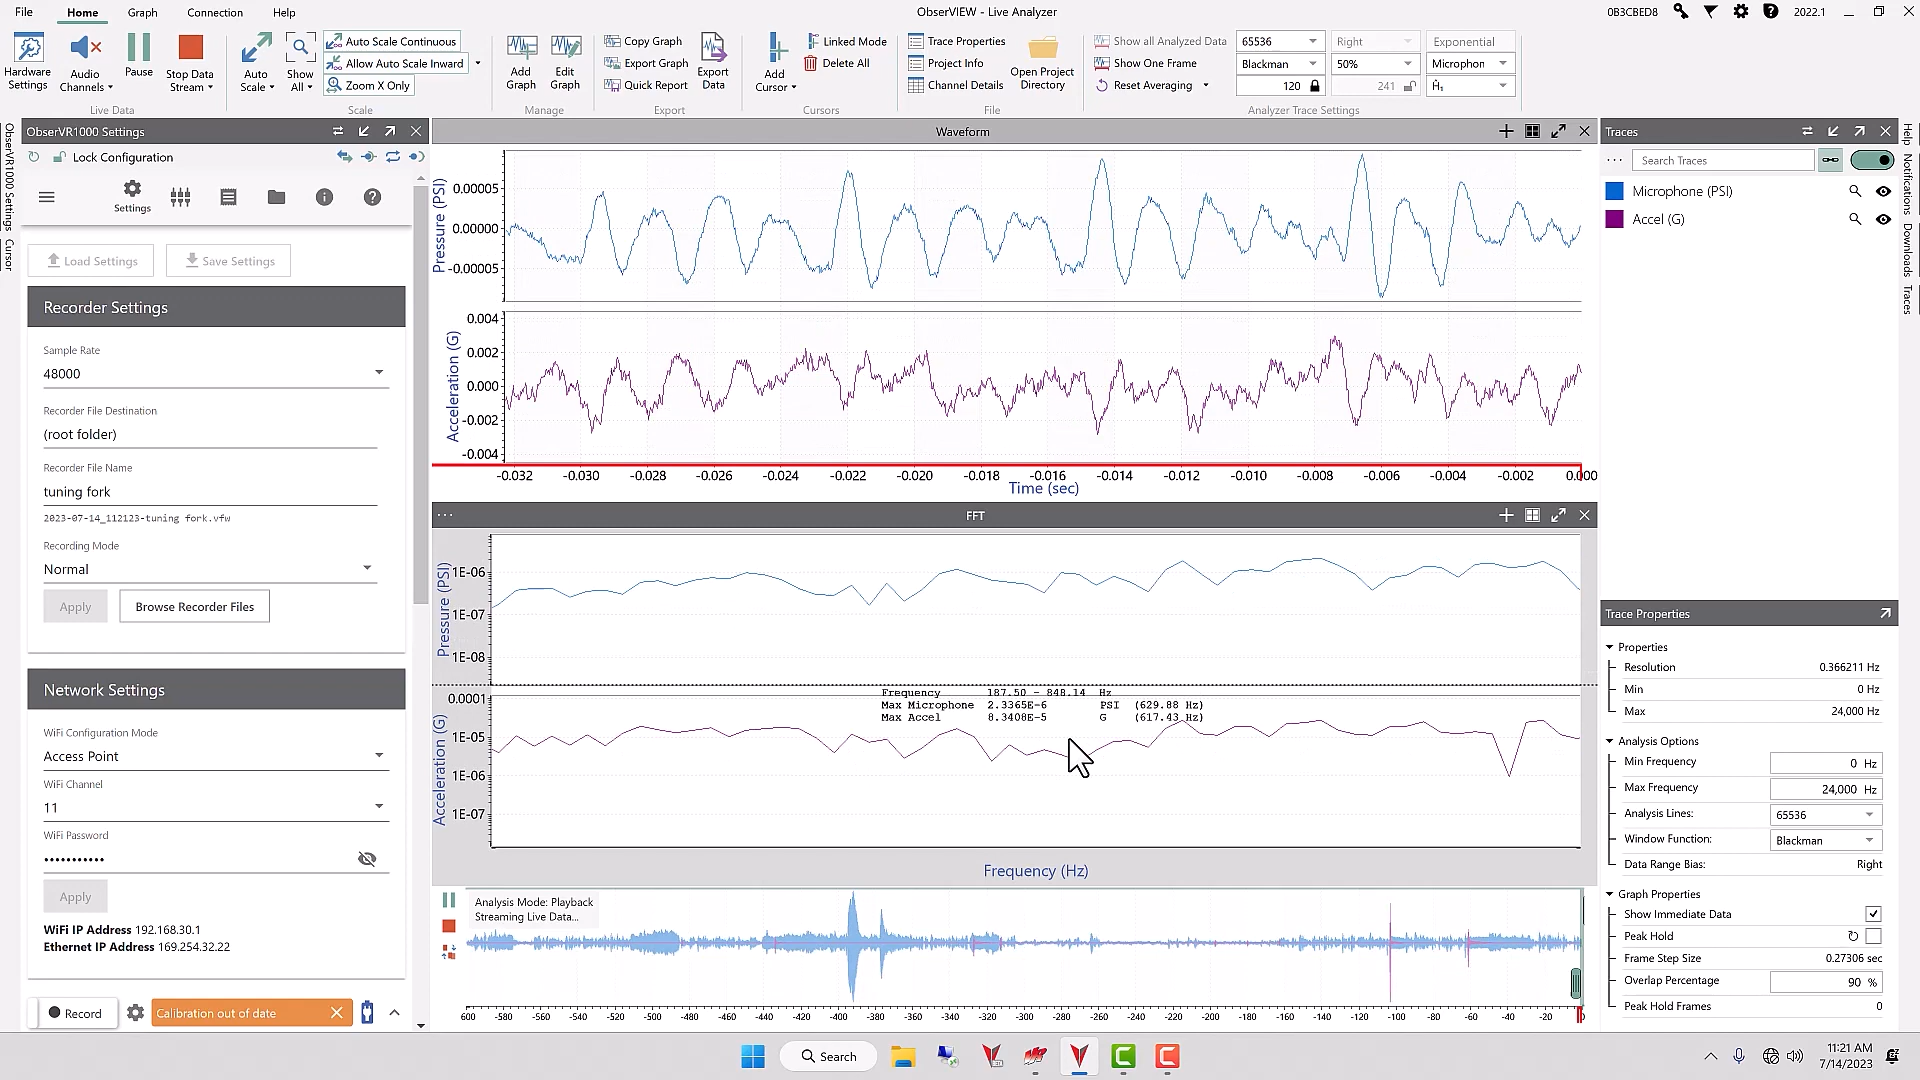 File
Home
Graph
Connection
Help
ObserVIEW - Live Analyzer
0B3CBED8
2022.1
Hardware
Settings
Audio
Channels
Pause
Stop Data
Stream
Live Data
Auto
Scale
Show
All
Auto Scale Continuous
Allow Auto Scale Inward
Zoom X Only
Scale
Add
Graph
Edit
Graph
Manage
Copy Graph
Export Graph
Quick Report
Export
Data
Export
Add
Cursor
Linked Mode
Delete All
Cursors
Trace Properties
Project Info
Channel Details
Open Project
Directory
File
Show all Analyzed Data
Show One Frame
Reset Averaging
65536
Right
Exponential
Blackman
50%
Microphon
120
241
Ĥ₁
Analyzer Trace Settings
ObserVR1000 Settings
Cursor
ObserVR1000 Settings
Lock Configuration
Settings
Load Settings
Save Settings
Recorder Settings
Sample Rate
48000
Recorder File Destination
(root folder)
Recorder File Name
tuning fork
2023-07-14_112123-tuning fork.vfw
Recording Mode
Normal
Apply
Browse Recorder Files
Network Settings
WiFi Configuration Mode
Access Point
WiFi Channel
11
WiFi Password
•••••••••••
Apply
WiFi IP Address 192.168.30.1
Ethernet IP Address 169.254.32.22
Record
Calibration out of date
Waveform
Pressure (PSI)
0.00005
0.00000
-0.00005
Acceleration (G)
0.004
0.002
0.000
-0.002
-0.004
-0.032 -0.030 -0.028 -0.026 -0.024 -0.022 -0.020 -0.018 -0.016 -0.014 -0.012 -0.010 -0.008 -0.006 -0.004 -0.002 0.000
Time (sec)
FFT
Pressure (PSI)
1E-06
1E-07
1E-08
Acceleration (G)
0.0001
1E-05
1E-06
1E-07
Frequency 187.50 - 848.14 Hz
Max Microphone 2.3365E-6 PSI (629.88 Hz)
Max Accel 8.3408E-5 G (617.43 Hz)
Frequency (Hz)
Analysis Mode: Playback
Streaming Live Data...
600 -580 -560 -540 -520 -500 -480 -460 -440 -420 -400 -380 -360 -340 -320 -300 -280 -260 -240 -220 -200 -180 -160 -140 -120 -100 -80 -60 -40 -20
Traces
Search Traces
Microphone (PSI)
Accel (G)
Help
Notifications
Downloads
Traces
Trace Properties
Properties
Resolution 0.366211 Hz
Min 0 Hz
Max 24,000 Hz
Analysis Options
Min Frequency 0 Hz
Max Frequency 24,000 Hz
Analysis Lines: 65536
Window Function: Blackman
Data Range Bias: Right
Graph Properties
Show Immediate Data
Peak Hold
Frame Step Size 0.27306 sec
Overlap Percentage 90 %
Peak Hold Frames 0
Search
11:21 AM
7/14/2023